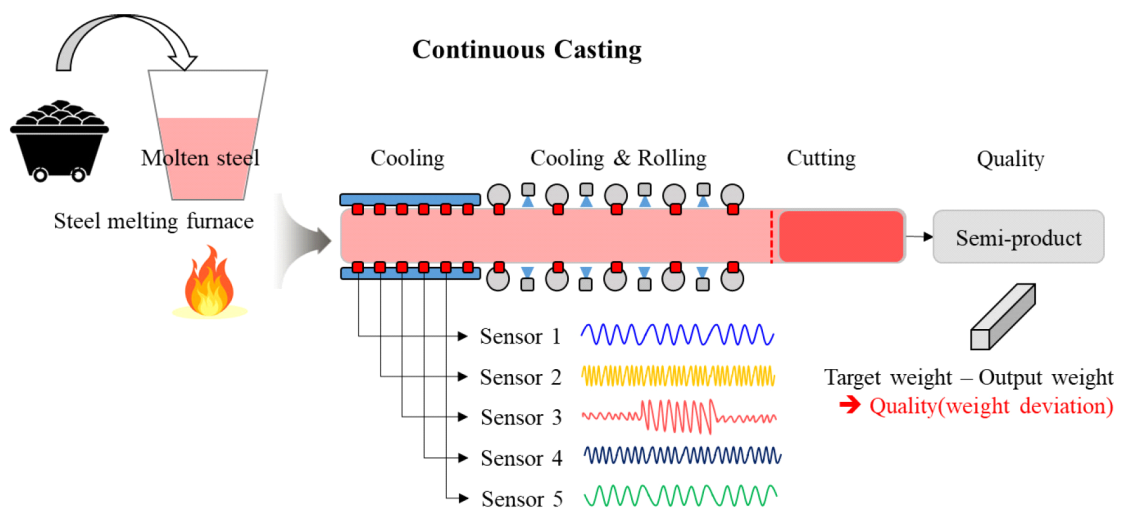 Continuous Casting
Molten steel
Steel melting furnace
Cooling
Cooling & Rolling
Cutting
Quality
Semi-product
Sensor 1
Sensor 2
Sensor 3
Sensor 4
Sensor 5
Target weight – Output weight
➔ Quality(weight deviation)